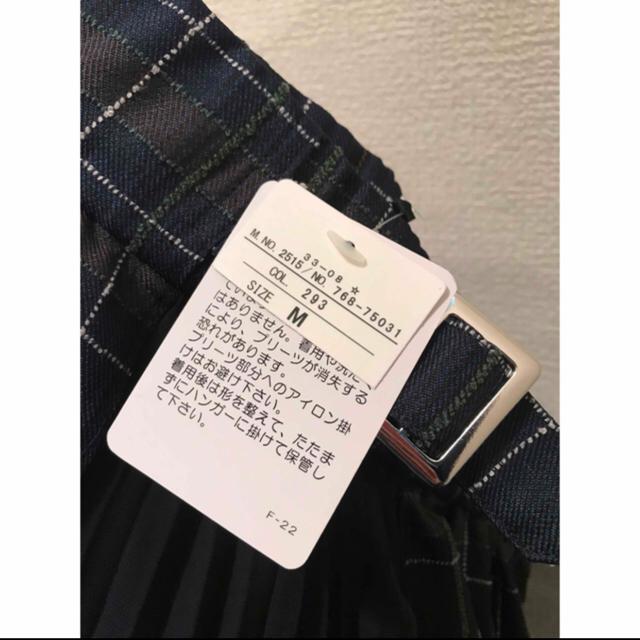 33-08 ☆
M. NO. 2515/NO. 768-75031
COL. 293
SIZE M
はありません。着用や洗た
により、プリーツが消失する
恐れがあります。
プリーツ部分へのアイロン掛
けはお避け下さい。
着用後は形を整えて、たたま
ずにハンガーに掛けて保管し
て下さい。
F-22